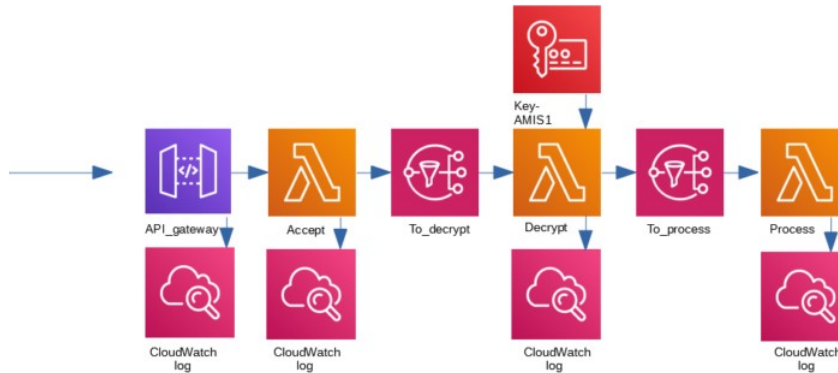 Key-
AMIS1
API_gateway
Accept
To_decrypt
Decrypt
To_process
Process
CloudWatch
log
CloudWatch
log
CloudWatch
log
CloudWatch
log